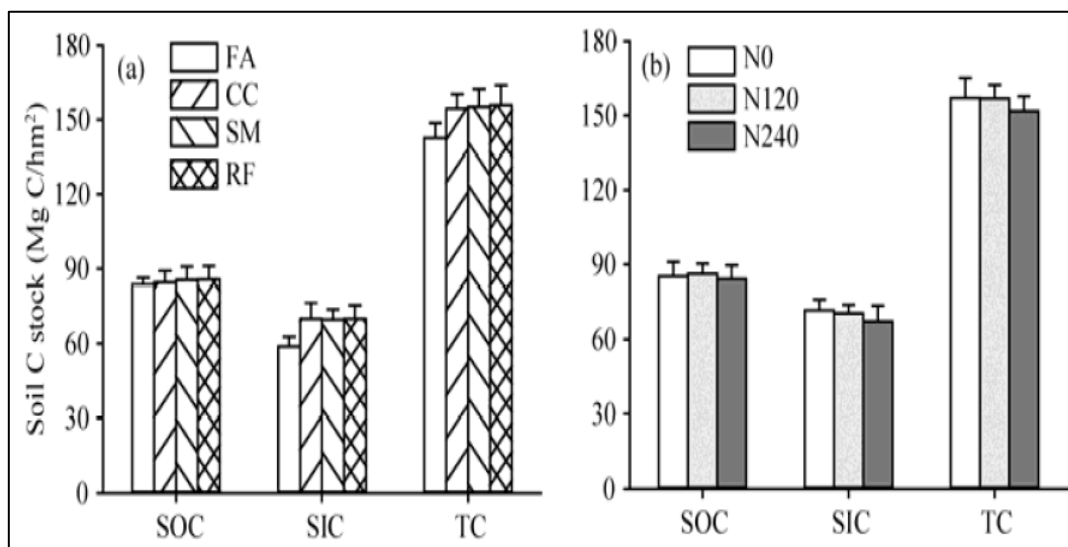 Soil C stock (Mg C/hm²)
(a)
FA
CC
SM
RF
180
150
120
90
60
30
0
SOC SIC TC
(b)
N0
N120
N240
180
150
120
90
60
30
0
SOC SIC TC